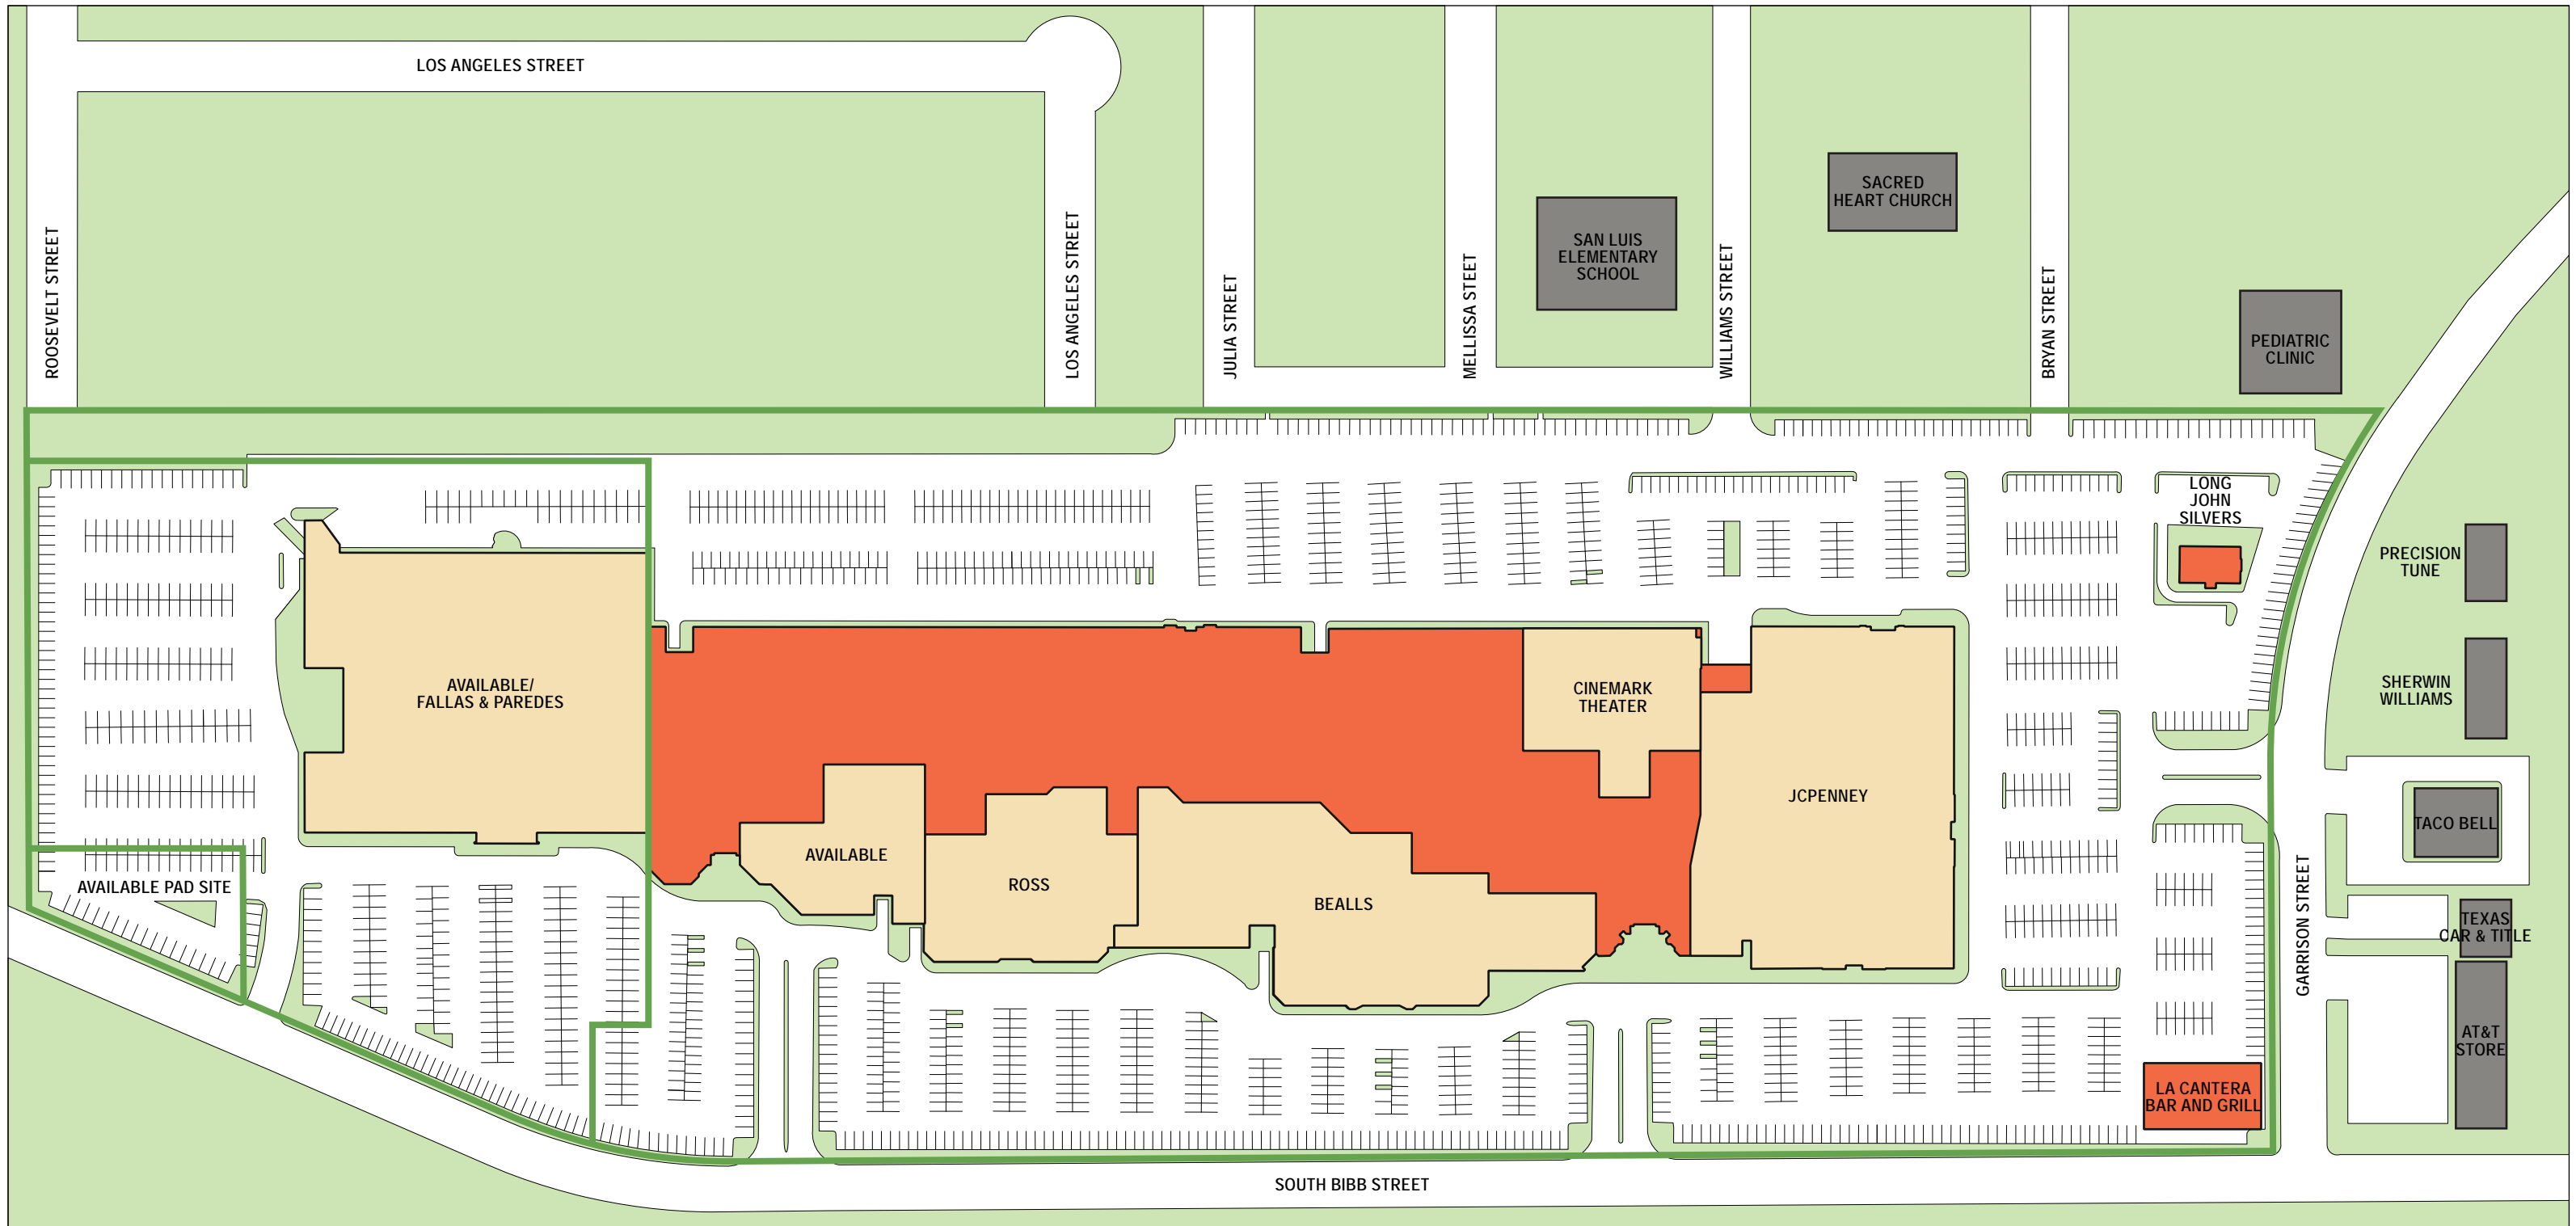 LOS ANGELES STREET
ROOSEVELT STREET
LOS ANGELES STREET
JULIA STREET
MELLISSA STEET
WILLIAMS STREET
BRYAN STREET
SAN LUIS
ELEMENTARY
SCHOOL
SACRED
HEART CHURCH
PEDIATRIC
CLINIC
LONG
JOHN
SILVERS
PRECISION
TUNE
SHERWIN
WILLIAMS
AVAILABLE/
FALLAS & PAREDES
CINEMARK
THEATER
JCPENNEY
TACO BELL
AVAILABLE
ROSS
BEALLS
AVAILABLE PAD SITE
GARRISON STREET
TEXAS
CAR & TITLE
AT&T
STORE
LA CANTERA
BAR AND GRILL
SOUTH BIBB STREET